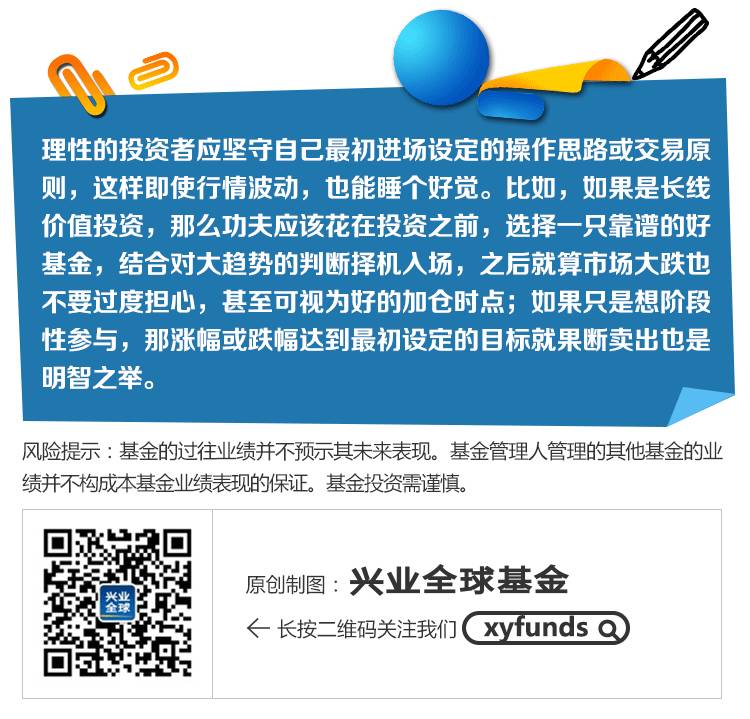 理性的投资者应坚守自己最初进场设定的操作思路或交易原
则，这样即使行情波动，也能睡个好觉。比如，如果是长线
价值投资，那么功夫应该花在投资之前，选择一只靠谱的好
基金，结合对大趋势的判断择机入场，之后就算市场大跌也
不要过度担心，甚至可视为好的加仓时点；如果只是想阶段
性参与，那涨幅或跌幅达到最初设定的目标就果断卖出也是
明智之举。
风险提示：基金的过往业绩并不预示其未来表现。基金管理人管理的其他基金的业
绩并不构成本基金业绩表现的保证。基金投资需谨慎。
兴业
全球
原创制图：兴业全球基金
长按二维码关注我们 xyfunds